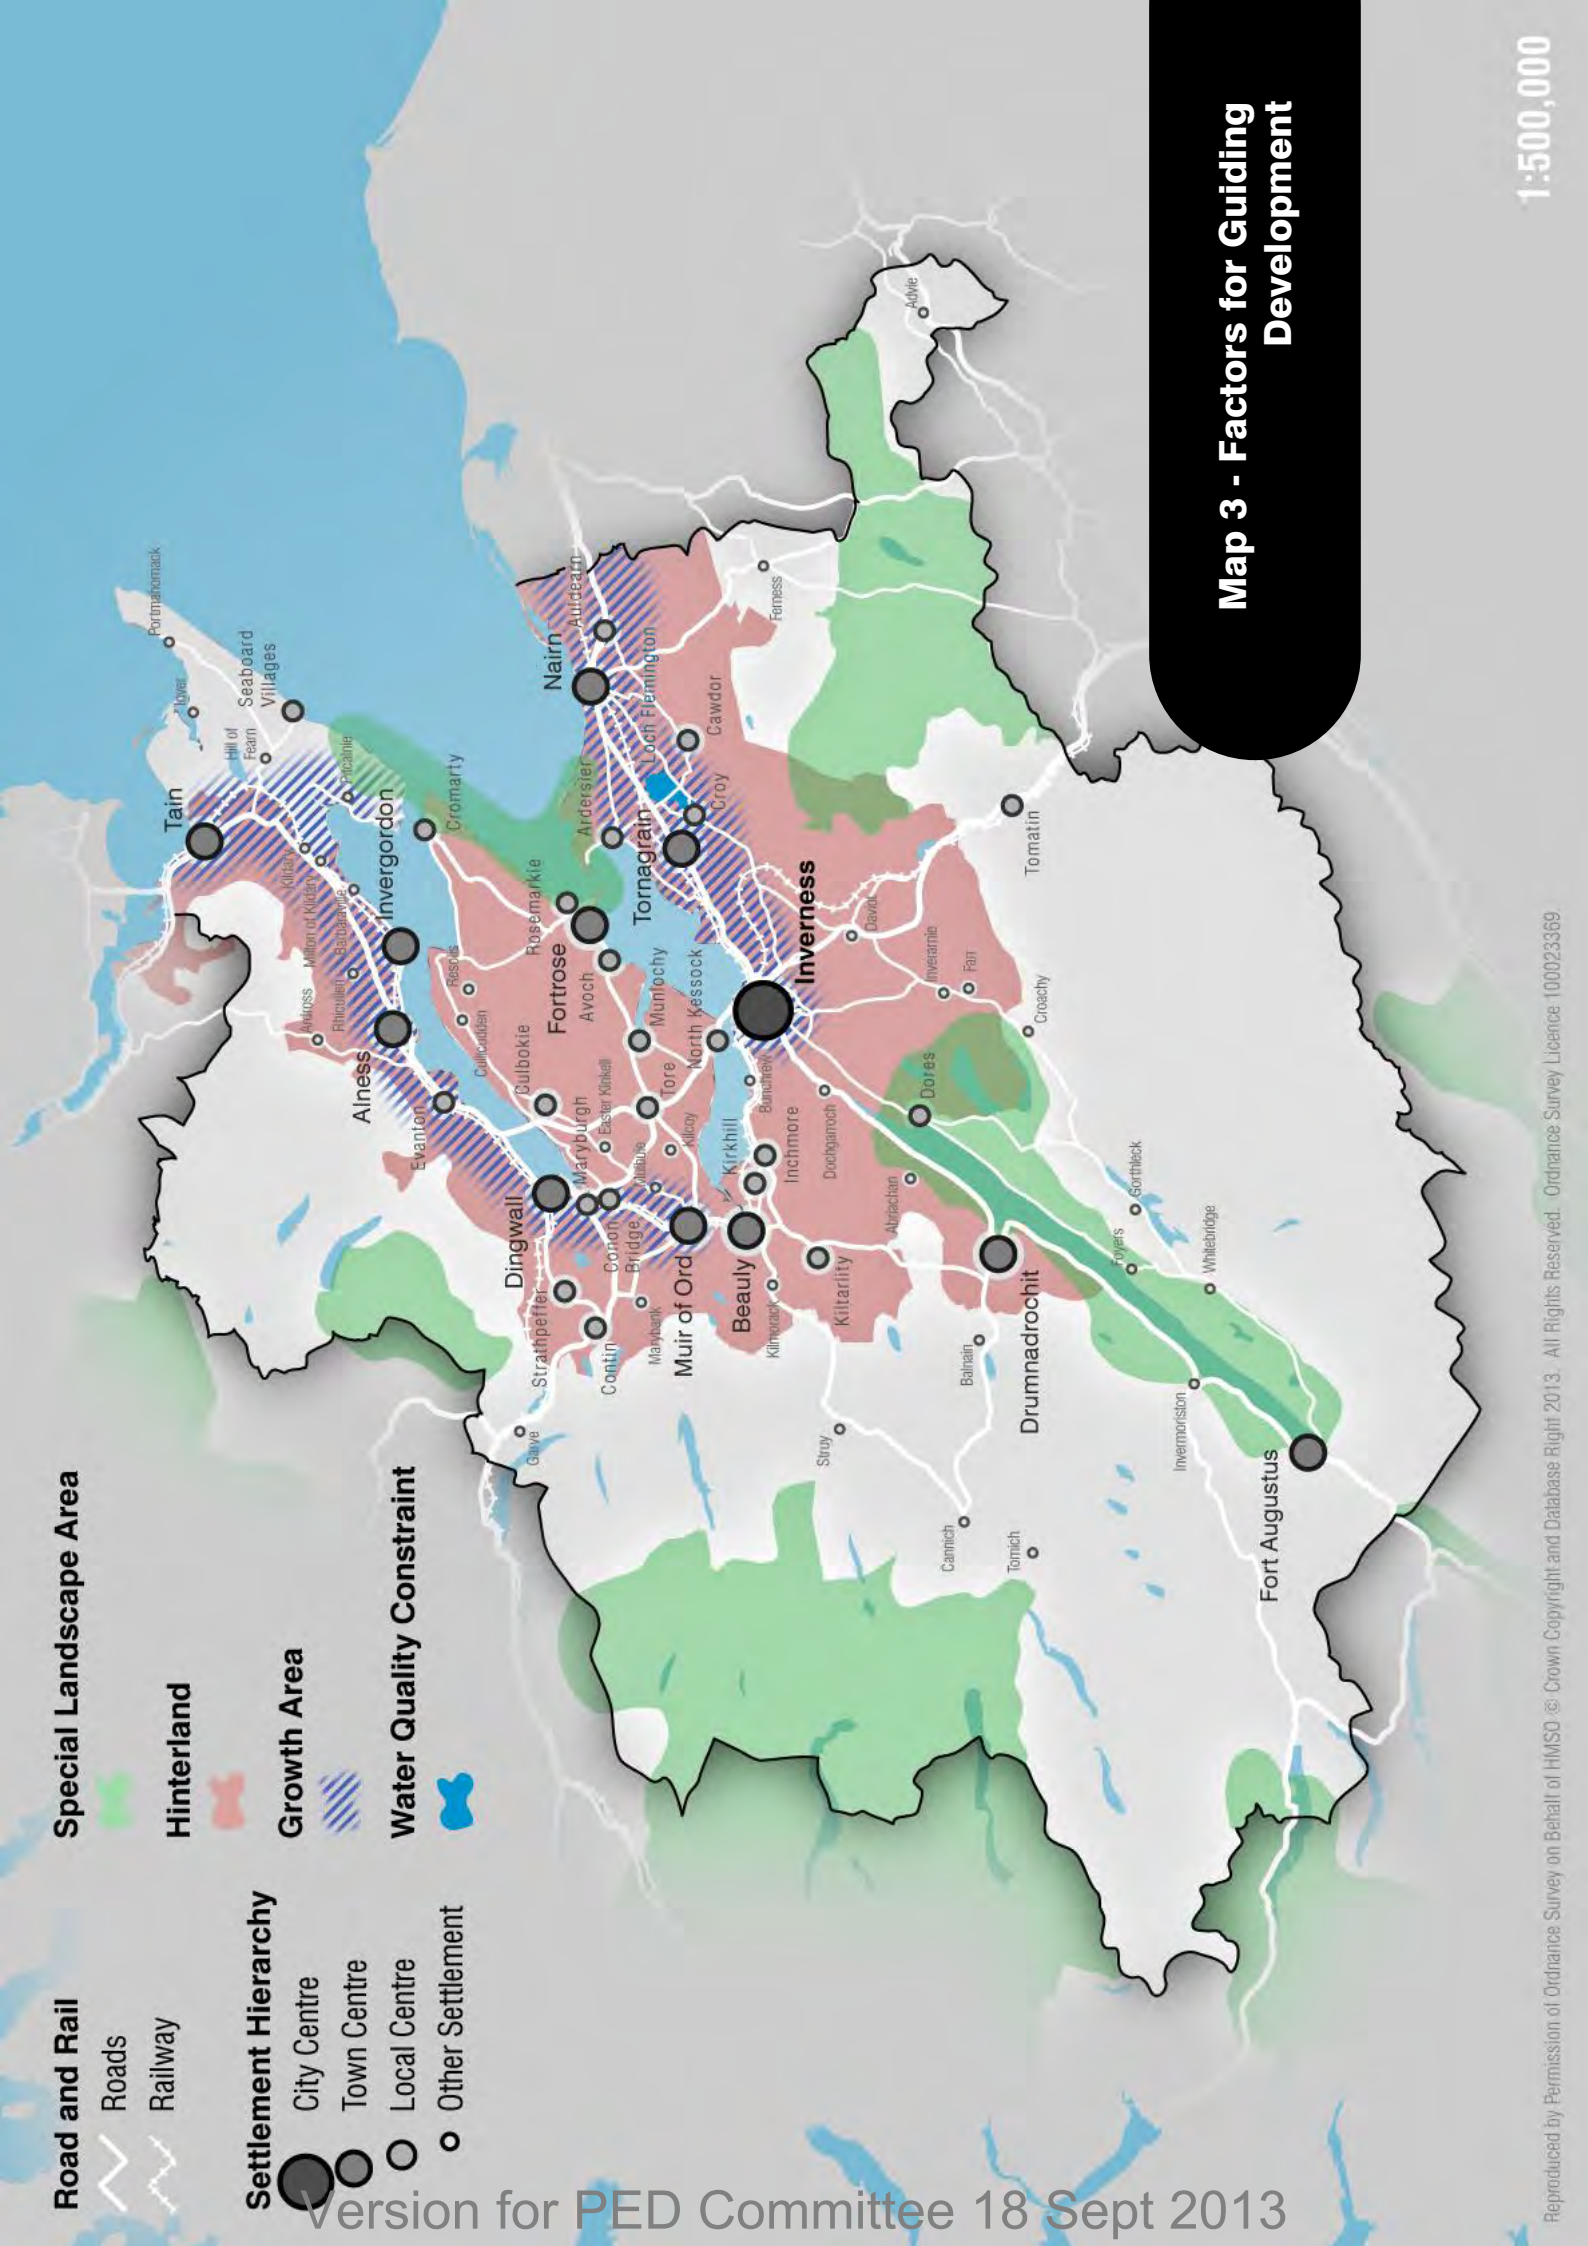 Road and Rail
Roads
Railway
Settlement Hierarchy
City Centre
Town Centre
Local Centre
Other Settlement
Special Landscape Area
Hinterland
Growth Area
Water Quality Constraint
Map 3 - Factors for Guiding
Development
1:500,000
Tain
Portmahomack
Inver
Seaboard
Villages
Hill of
Fearn
Pitcalnie
Kildary
Milton of Kildary
Barbaraville
Invergordon
Rhicullen
Ardross
Alness
Evanton
Cromarty
Resolis
Cullicudden
Culbokie
Rosemarkie
Fortrose
Avoch
Munlochy
North Kessock
Tore
Easter Kinkell
Kilcoy
Mulbuie
Maryburgh
Dingwall
Conon
Bridge
Strathpeffer
Contin
Marybank
Muir of Ord
Garve
Beauly
Kirkhill
Inchmore
Bunchrew
Kilmorack
Kiltarlity
Inverness
Dochgarroch
Ardersier
Tornagrain
Croy
Loch Flemington
Cawdor
Nairn
Auldearn
Ferness
Advie
Tomatin
Daviot
Inverarnie
Farr
Croachy
Dores
Abriachan
Drumnadrochit
Balnain
Struy
Cannich
Tomich
Foyers
Gorthleck
Whitebridge
Invermoriston
Fort Augustus
Reproduced by Permission of Ordnance Survey on Behalf of HMSO © Crown Copyright and Database Right 2013. All Rights Reserved. Ordnance Survey Licence 100023369.
Version for PED Committee 18 Sept 2013